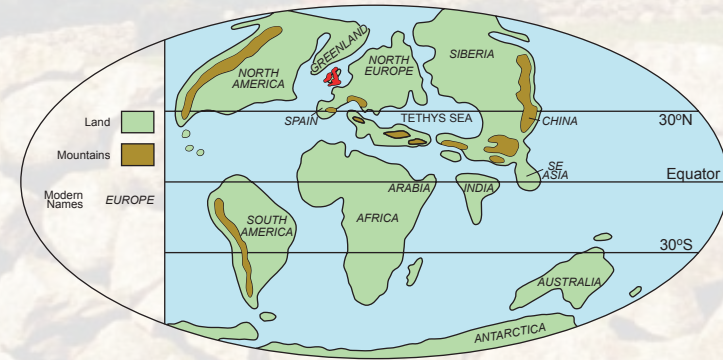 GREENLAND
NORTH
AMERICA
NORTH
EUROPE
SIBERIA
Land
SPAIN
TETHYS SEA
CHINA
30ºN
Mountains
SE
ASIA
Equator
Modern
Names
EUROPE
ARABIA
INDIA
SOUTH
AMERICA
AFRICA
30ºS
AUSTRALIA
ANTARCTICA